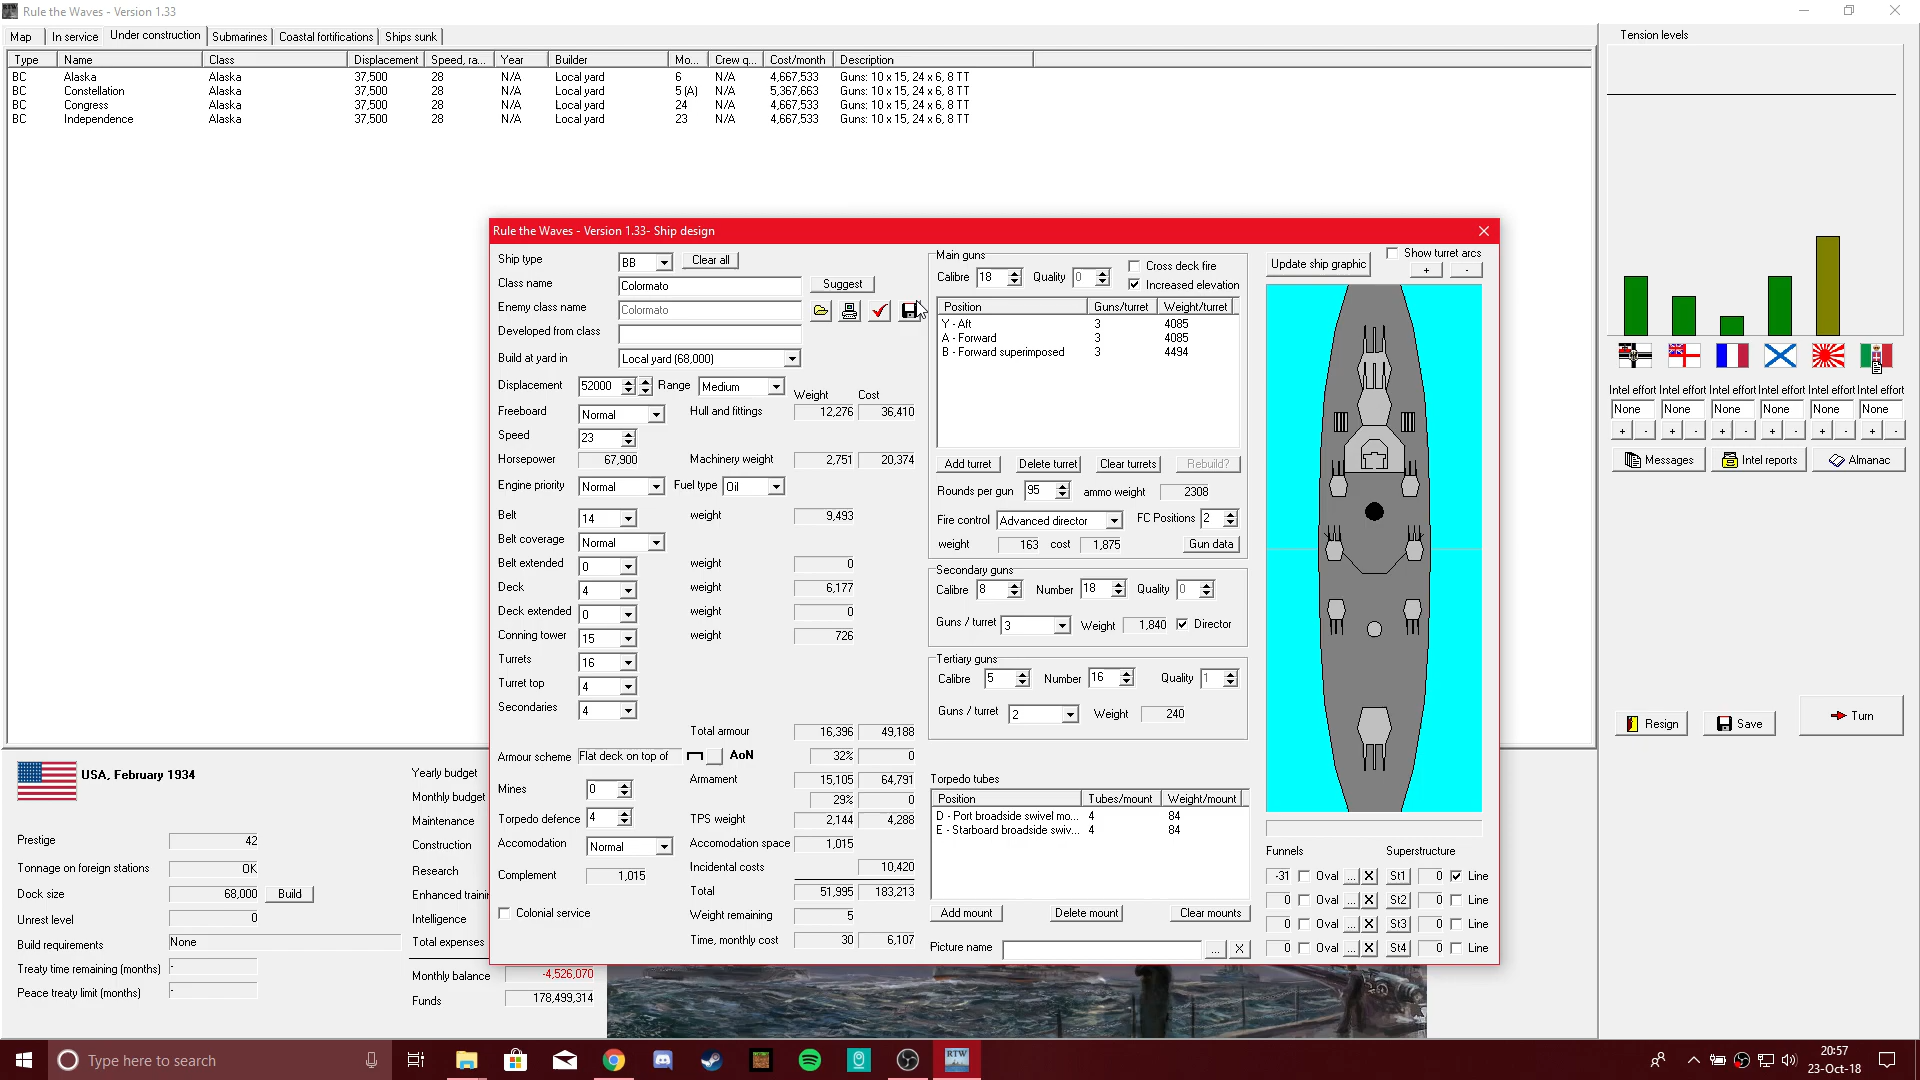 Rule the Waves - Version 1.33
Map In service Under construction Submarines Coastal fortifications Ships sunk
Type Name Class Displacement Speed, ra... Year Builder Mo... Crew q... Cost/month Description
BC Alaska Alaska 37,500 28 N/A Local yard 6 N/A 4,667,533 Guns: 10 x 15, 24 x 6, 8 TT
BC Constellation Alaska 37,500 28 N/A Local yard 5 (A) N/A 5,367,663 Guns: 10 x 15, 24 x 6, 8 TT
BC Congress Alaska 37,500 28 N/A Local yard 24 N/A 4,667,533 Guns: 10 x 15, 24 x 6, 8 TT
BC Independence Alaska 37,500 28 N/A Local yard 23 N/A 4,667,533 Guns: 10 x 15, 24 x 6, 8 TT
Rule the Waves - Version 1.33- Ship design
Ship type BB Clear all
Class name Colormato Suggest
Enemy class name Colormato
Developed from class
Build at yard in Local yard (68,000)
Displacement 52000 Range Medium Weight Cost
Freeboard Normal Hull and fittings 12,276 36,410
Speed 23
Horsepower 67,900 Machinery weight 2,751 20,374
Engine priority Normal Fuel type Oil
Belt 14 weight 9,493
Belt coverage Normal
Belt extended 0 weight 0
Deck 4 weight 6,177
Deck extended 0 weight 0
Conning tower 15 weight 726
Turrets 16
Turret top 4
Secondaries 4
Total armour 16,396 49,188
Armour scheme Flat deck on top of AoN 32% 0
Armament 15,105 64,791
Mines 0 29% 0
Torpedo defence 4 TPS weight 2,144 4,288
Accomodation Normal Accomodation space 1,015
Incidental costs 10,420
Complement 1,015
Total 51,995 183,213
Colonial service Weight remaining 5
Time, monthly cost 30 6,107
Main guns
Calibre 18 Quality 0 Cross deck fire
Increased elevation
Position Guns/turret Weight/turret
Y - Aft 3 4085
A - Forward 3 4085
B - Forward superimposed 3 4494
Add turret Delete turret Clear turrets Rebuild?
Rounds per gun 95 ammo weight 2308
Fire control Advanced director FC Positions 2
weight 163 cost 1,875 Gun data
Secondary guns
Calibre 8 Number 18 Quality 0
Guns / turret 3 Weight 1,840 Director
Tertiary guns
Calibre 5 Number 16 Quality 1
Guns / turret 2 Weight 240
Torpedo tubes
Position Tubes/mount Weight/mount
D - Port broadside swivel mo... 4 84
E - Starboard broadside swiv... 4 84
Add mount Delete mount Clear mounts
Picture name ... X
Update ship graphic Show turret arcs
+ -
Funnels Superstructure
-31 Oval ... X St1 0 Line
0 Oval ... X St2 0 Line
0 Oval ... X St3 0 Line
0 Oval ... X St4 0 Line
Tension levels
Intel effort Intel effort Intel effort Intel effort Intel effort Intel effort
None None None None None None
+ - + - + - + - + - + -
Messages Intel reports Almanac
Resign Save Turn
USA, February 1934
Prestige 42
Tonnage on foreign stations OK
Dock size 68,000 Build
Unrest level 0
Build requirements None
Treaty time remaining (months) -
Peace treaty limit (months) -
Yearly budget
Monthly budget
Maintenance
Construction
Research
Enhanced trainin
Intelligence
Total expenses
Monthly balance -4,526,070
Funds 178,499,314
Type here to search
RTW
20:57
23-Oct-18